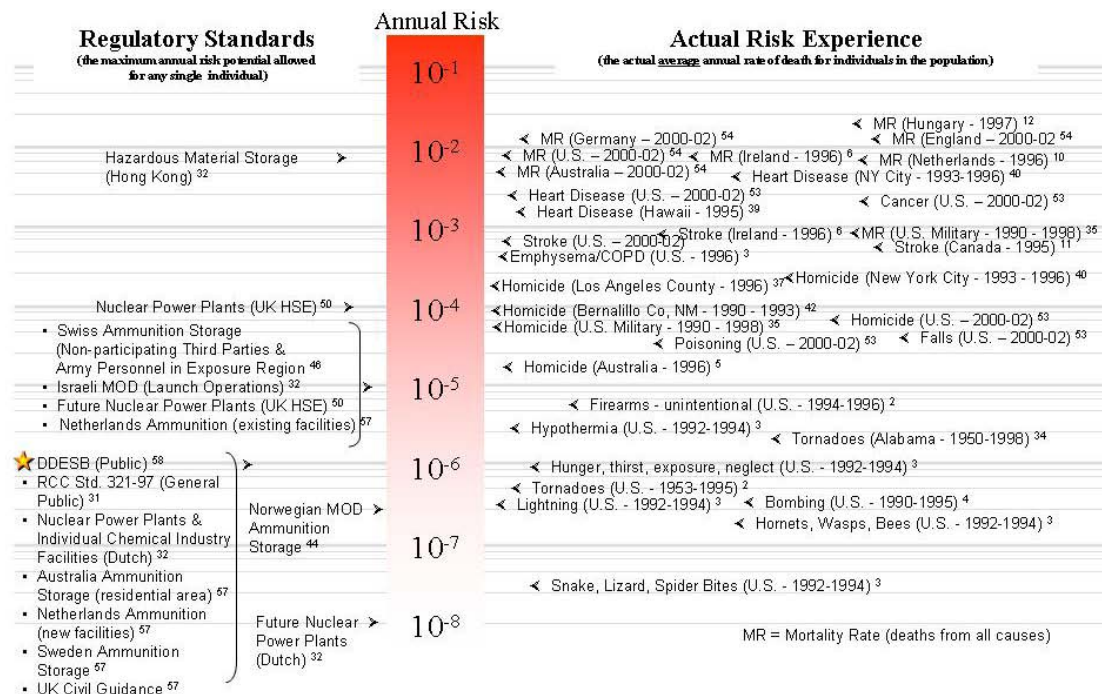 Annual Risk
Regulatory Standards
(the maximum annual risk potential allowed
for any single individual)
Hazardous Material Storage
(Hong Kong) 32
Nuclear Power Plants (UK HSE) 50
▪ Swiss Ammunition Storage
(Non-participating Third Parties &
Army Personnel in Exposure Region 46
▪ Israeli MOD (Launch Operations) 32
▪ Future Nuclear Power Plants (UK HSE) 50
▪ Netherlands Ammunition (existing facilities) 57
DDESB (Public) 58
▪ RCC Std. 321-97 (General
Public) 31
▪ Nuclear Power Plants &
Individual Chemical Industry
Facilities (Dutch) 32
▪ Australia Ammunition
Storage (residential area) 57
▪ Netherlands Ammunition
(new facilities) 57
▪ Sweden Ammunition
Storage 57
▪ UK Civil Guidance 57
Norwegian MOD
Ammunition
Storage 44
Future Nuclear
Power Plants
(Dutch) 32
10-1
10-2
10-3
10-4
10-5
10-6
10-7
10-8
Actual Risk Experience
(the actual average annual rate of death for individuals in the population)
MR (Hungary - 1997) 12
MR (Germany – 2000-02) 54
MR (England – 2000-02 54
MR (U.S. – 2000-02) 54
MR (Ireland - 1996) 6
MR (Netherlands - 1996) 10
MR (Australia – 2000-02) 54
Heart Disease (NY City - 1993-1996) 40
Heart Disease (U.S. – 2000-02) 53
Cancer (U.S. – 2000-02) 53
Heart Disease (Hawaii - 1995) 39
Stroke (Ireland - 1996) 6
MR (U.S. Military - 1990 - 1998) 35
Stroke (U.S. – 2000-02)
Stroke (Canada - 1995) 11
Emphysema/COPD (U.S. - 1996) 3
Homicide (New York City - 1993 - 1996) 40
Homicide (Los Angeles County - 1996) 37
Homicide (Bernalillo Co, NM - 1990 - 1993) 42
Homicide (U.S. – 2000-02) 53
Homicide (U.S. Military - 1990 - 1998) 35
Falls (U.S. – 2000-02) 53
Poisoning (U.S. – 2000-02) 53
Homicide (Australia - 1996) 5
Firearms - unintentional (U.S. - 1994-1996) 2
Hypothermia (U.S. - 1992-1994) 3
Tornadoes (Alabama - 1950-1998) 34
Hunger, thirst, exposure, neglect (U.S. - 1992-1994) 3
Tornadoes (U.S. - 1953-1995) 2
Lightning (U.S. - 1992-1994) 3
Bombing (U.S. - 1990-1995) 4
Hornets, Wasps, Bees (U.S. - 1992-1994) 3
Snake, Lizard, Spider Bites (U.S. - 1992-1994) 3
MR = Mortality Rate (deaths from all causes)